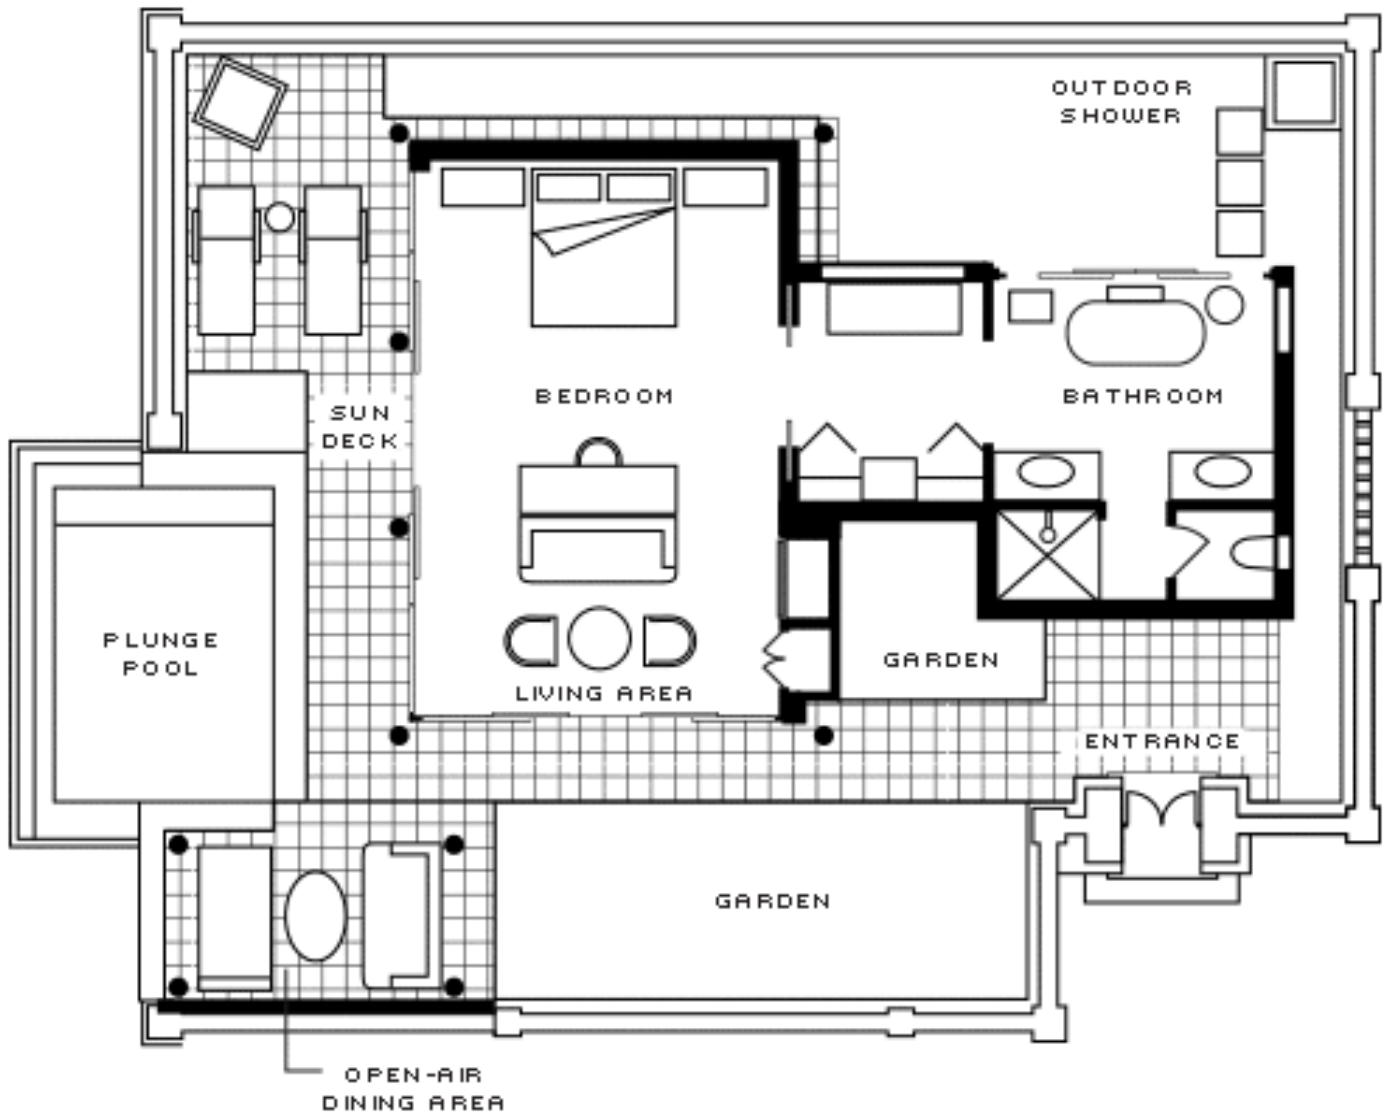 OUTDOOR
SHOWER
BEDROOM
BATHROOM
SUN
DECK
PLUNGE
POOL
GARDEN
LIVING AREA
ENTRANCE
GARDEN
OPEN-AIR
DINING AREA